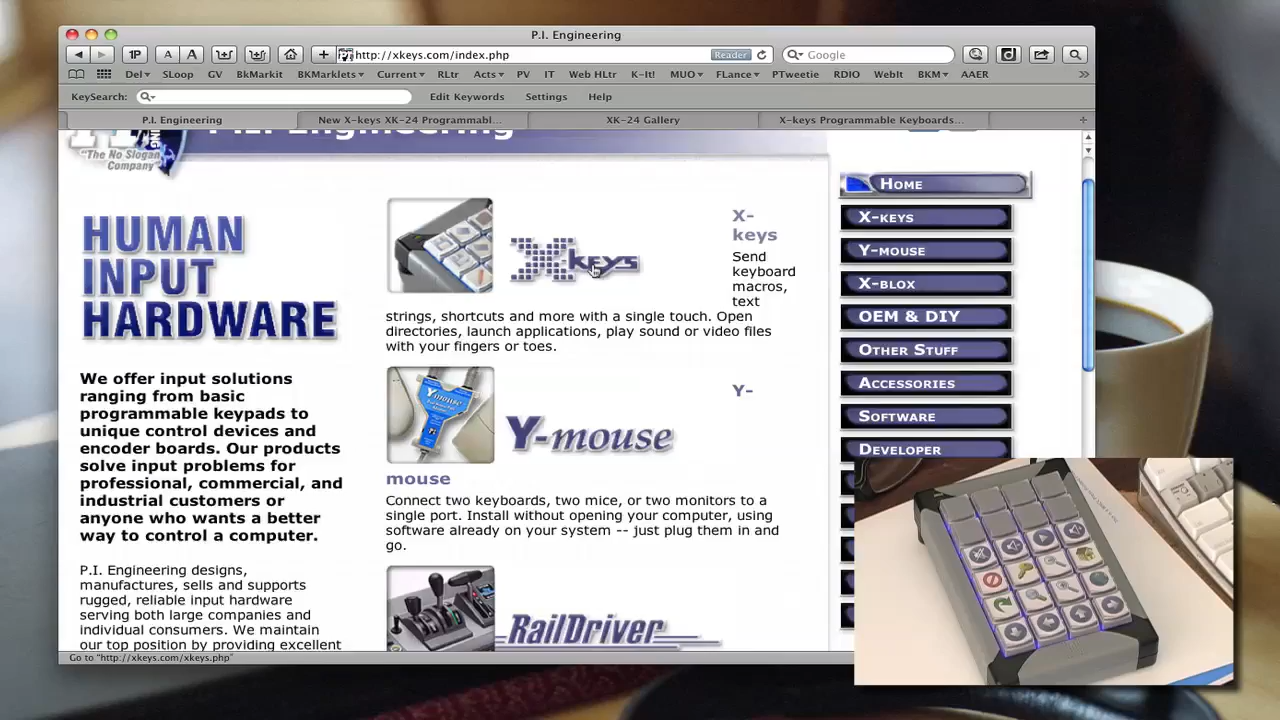 P.I. Engineering
1P
A
A
http://xkeys.com/index.php
Reader
Google
Del
SLoop
GV
BkMarkit
BKMarklets
Current
RLtr
Acts
PV
IT
Web HLtr
K-It!
MUO
FLance
PTweetie
RDIO
WebIt
BKM
AAER
KeySearch:
Edit Keywords
Settings
Help
P.I. Engineering
New X-keys XK-24 Programmabl...
XK-24 Gallery
X-keys Programmable Keyboards...
P.I. Engineering
"The No Slogan
Company"
HUMAN
INPUT
HARDWARE
We offer input solutions
ranging from basic
programmable keypads to
unique control devices and
encoder boards. Our products
solve input problems for
professional, commercial, and
industrial customers or
anyone who wants a better
way to control a computer.
P.I. Engineering designs,
manufactures, sells and supports
rugged, reliable input hardware
serving both large companies and
individual consumers. We maintain
our top position by providing excellent
X keys
X-
keys
Send
keyboard
macros,
text
strings, shortcuts and more with a single touch. Open
directories, launch applications, play sound or video files
with your fingers or toes.
Y-mouse
Y-mouse
Y-
mouse
Connect two keyboards, two mice, or two monitors to a
single port. Install without opening your computer, using
software already on your system -- just plug them in and
go.
RailDriver
Home
X-keys
Y-mouse
X-blox
OEM & DIY
Other Stuff
Accessories
Software
Developer
Go to "http://xkeys.com/xkeys.php"